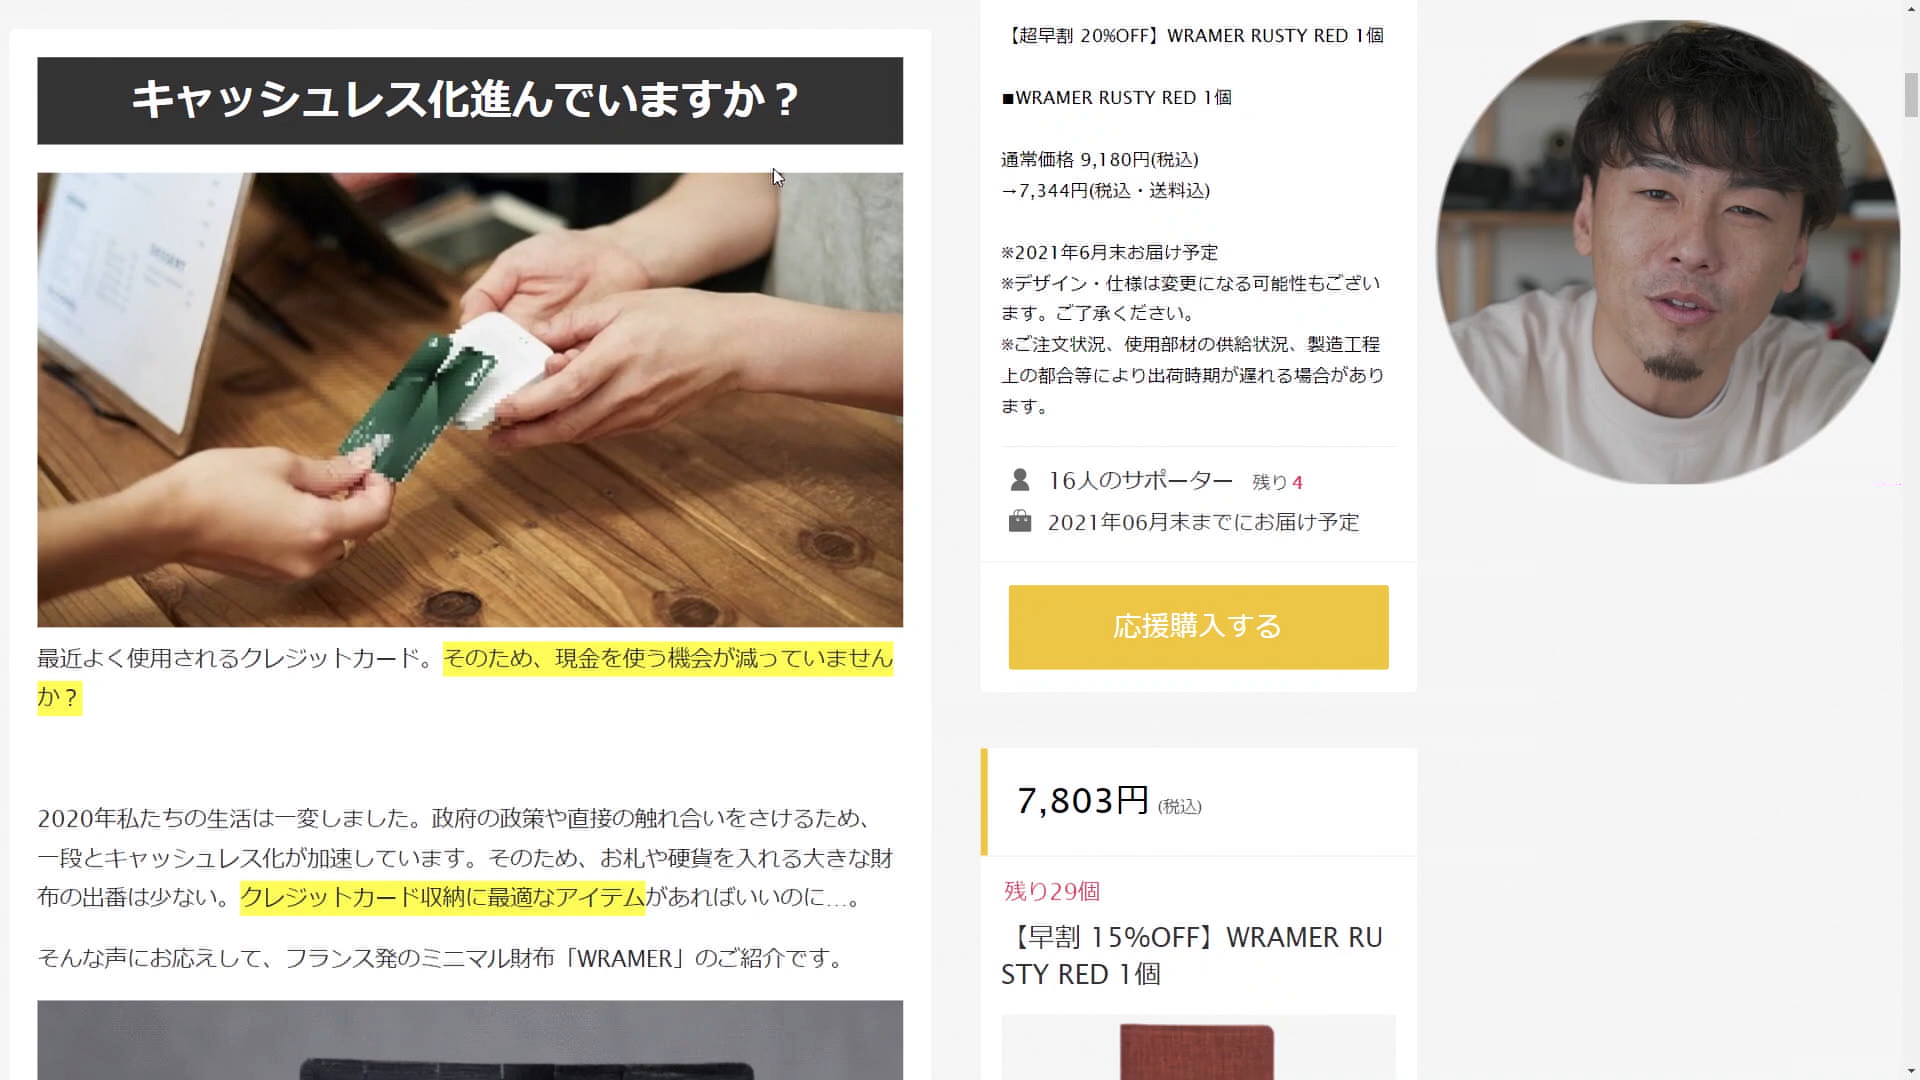 キャッシュレス化進んでいますか？
最近よく使用されるクレジットカード。そのため、現金を使う機会が減っていません
か？
2020年私たちの生活は一変しました。政府の政策や直接の触れ合いをさけるため、
一段とキャッシュレス化が加速しています。そのため、お札や硬貨を入れる大きな財
布の出番は少ない。クレジットカード収納に最適なアイテムがあればいいのに…。
そんな声にお応えして、フランス発のミニマル財布「WRAMER」のご紹介です。
【超早割 20%OFF】WRAMER RUSTY RED 1個
■WRAMER RUSTY RED 1個
通常価格 9,180円(税込)
→7,344円(税込・送料込)
※2021年6月末お届け予定
※デザイン・仕様は変更になる可能性もござい
ます。ご了承ください。
※ご注文状況、使用部材の供給状況、製造工程
上の都合等により出荷時期が遅れる場合があり
ます。
16人のサポーター 残り4
2021年06月末までにお届け予定
応援購入する
7,803円 (税込)
残り29個
【早割 15%OFF】WRAMER RU
STY RED 1個